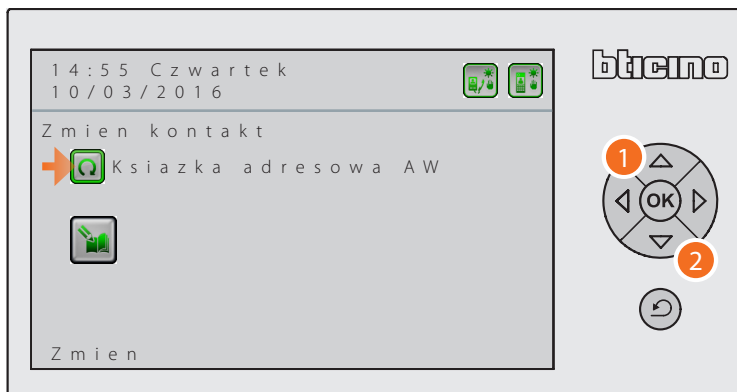 14:55 Czwartek
10/03/2016
bticino
Zmien kontakt
Ksiazka adresowa AW
1
OK
2
Zmien